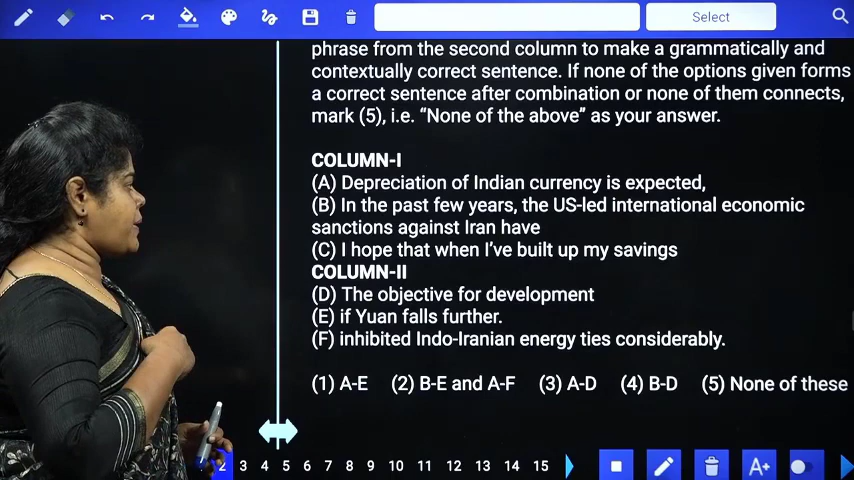 Select
phrase from the second column to make a grammatically and
contextually correct sentence. If none of the options given forms
a correct sentence after combination or none of them connects,
mark (5), i.e. “None of the above” as your answer.
COLUMN-I
(A) Depreciation of Indian currency is expected,
(B) In the past few years, the US-led international economic
sanctions against Iran have
(C) I hope that when I’ve built up my savings
COLUMN-II
(D) The objective for development
(E) if Yuan falls further.
(F) inhibited Indo-Iranian energy ties considerably.
(1) A-E (2) B-E and A-F (3) A-D (4) B-D (5) None of these
2 3 4 5 6 7 8 9 10 11 12 13 14 15
A+